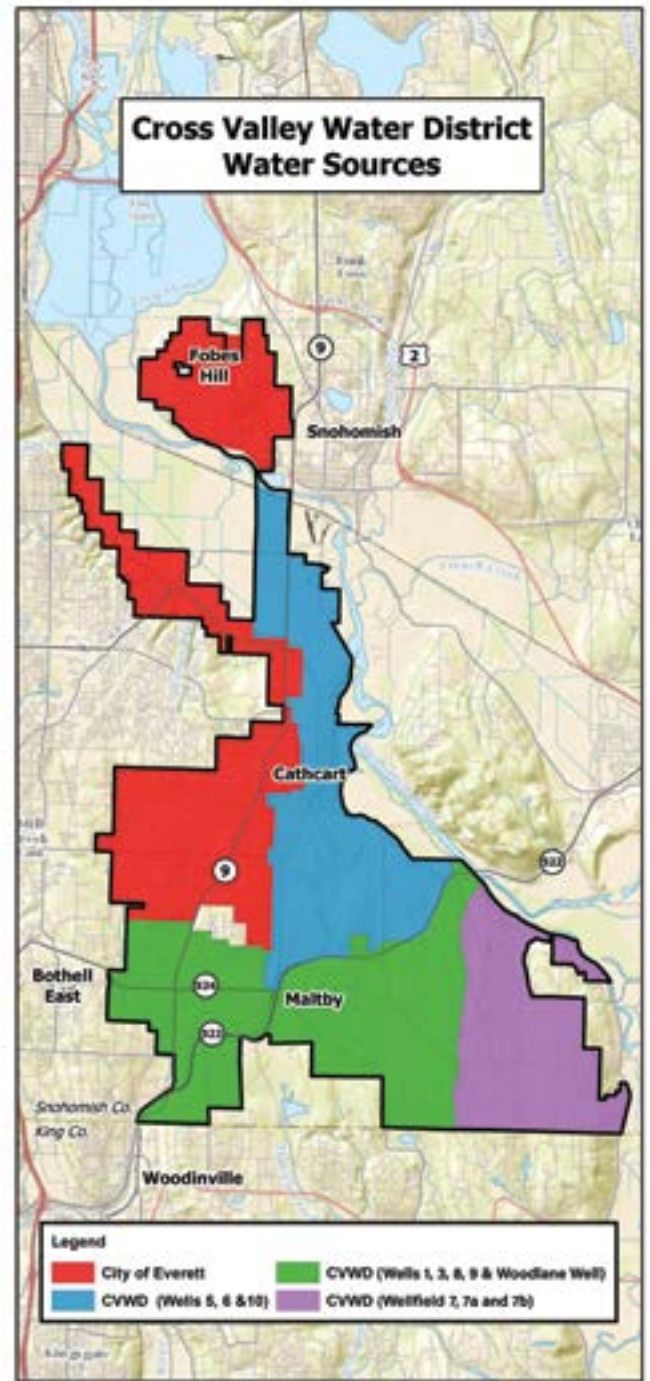 Cross Valley Water District
Water Sources
Fobes
Hill
9
2
Snohomish
Cathcart
522
9
Bothell
East
524
Maltby
522
Snohomish Co.
King Co.
Woodinville
Legend
City of Everett
CVWD (Wells 1, 3, 8, 9 & Woodlane Well)
CVWD (Wells 5, 6 &10)
CVWD (Wellfield 7, 7a and 7b)